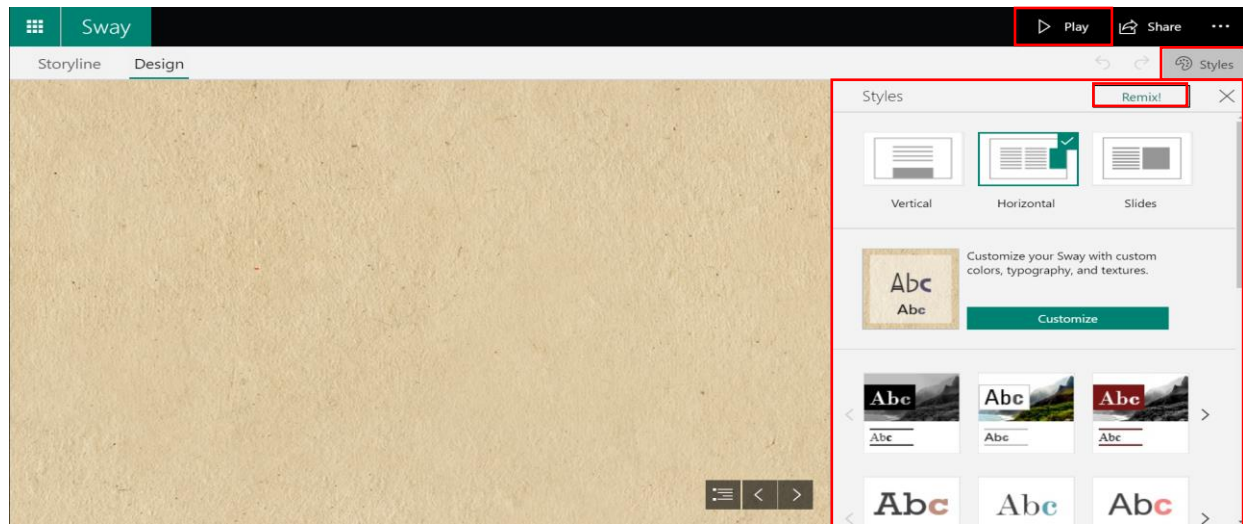 Sway
Play
Share
Storyline
Design
Styles
Styles
Remix!
Vertical
Horizontal
Slides
Abc
Abc
Customize your Sway with custom
colors, typography, and textures.
Customize
Abc
Abc
Abc
Abc
Abc
Abc
Abc
Abc
Abc